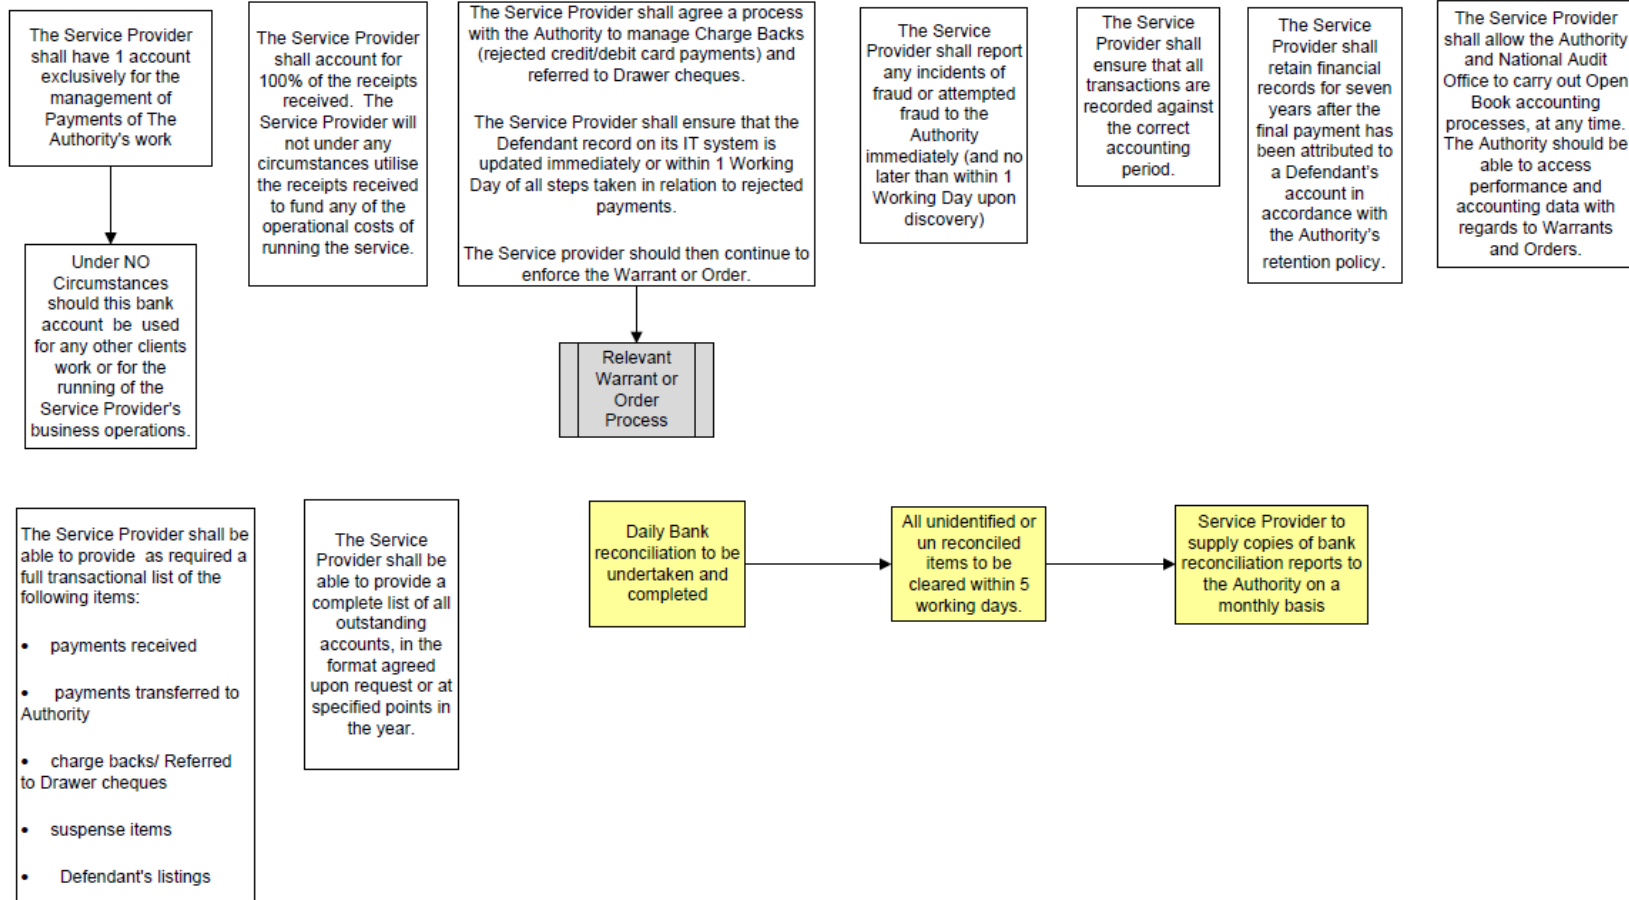 The Service Provider
shall have 1 account
exclusively for the
management of
Payments of The
Authority's work
Under NO
Circumstances
should this bank
account be used
for any other clients
work or for the
running of the
Service Provider's
business operations.
The Service Provider
shall account for
100% of the receipts
received. The
Service Provider will
not under any
circumstances utilise
the receipts received
to fund any of the
operational costs of
running the service.
The Service Provider shall agree a process
with the Authority to manage Charge Backs
(rejected credit/debit card payments) and
referred to Drawer cheques.
The Service Provider shall ensure that the
Defendant record on its IT system is
updated immediately or within 1 Working
Day of all steps taken in relation to rejected
payments.
The Service provider should then continue to
enforce the Warrant or Order.
Relevant
Warrant or
Order
Process
The Service
Provider shall report
any incidents of
fraud or attempted
fraud to the
Authority
immediately (and no
later than within 1
Working Day upon
discovery)
The Service
Provider shall
ensure that all
transactions are
recorded against
the correct
accounting
period.
The Service
Provider shall
retain financial
records for seven
years after the
final payment has
been attributed to
a Defendant's
account in
accordance with
the Authority's
retention policy.
The Service Provider
shall allow the Authority
and National Audit
Office to carry out Open
Book accounting
processes, at any time.
The Authority should be
able to access
performance and
accounting data with
regards to Warrants
and Orders.
The Service Provider shall be
able to provide as required a
full transactional list of the
following items:
• payments received
• payments transferred to
Authority
• charge backs/ Referred
to Drawer cheques
• suspense items
• Defendant's listings
The Service
Provider shall be
able to provide a
complete list of all
outstanding
accounts, in the
format agreed
upon request or at
specified points in
the year.
Daily Bank
reconciliation to be
undertaken and
completed
All unidentified or
un reconciled
items to be
cleared within 5
working days.
Service Provider to
supply copies of bank
reconciliation reports to
the Authority on a
monthly basis